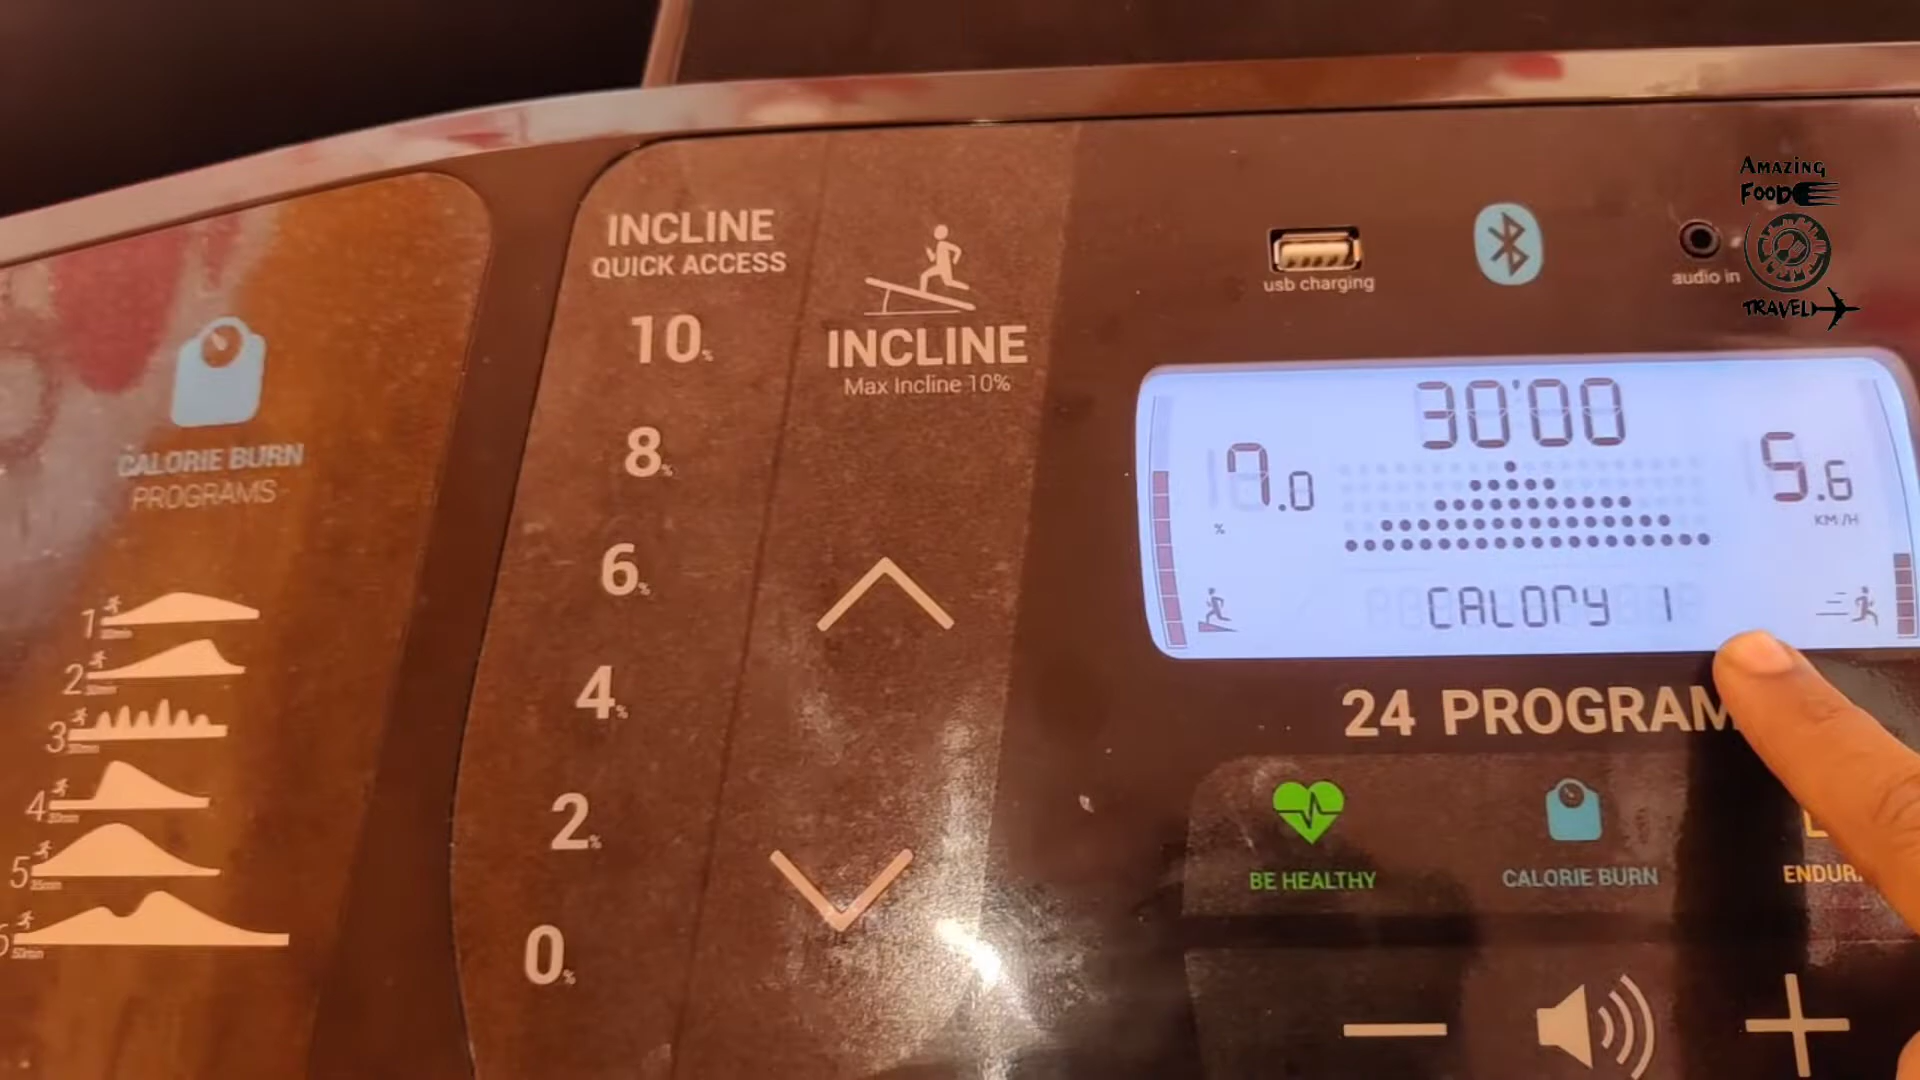 INCLINE
QUICK ACCESS
10%
8%
6%
4%
2%
0%
INCLINE
Max Incline 10%
CALORIE BURN
PROGRAMS
1
2
3
4
5
usb charging
audio in
AMAZiNG
FOOD
TRAVEL
30'00
7.0
%
5.6
KM/H
CALOry 1
24 PROGRAM
BE HEALTHY
CALORIE BURN
ENDUR